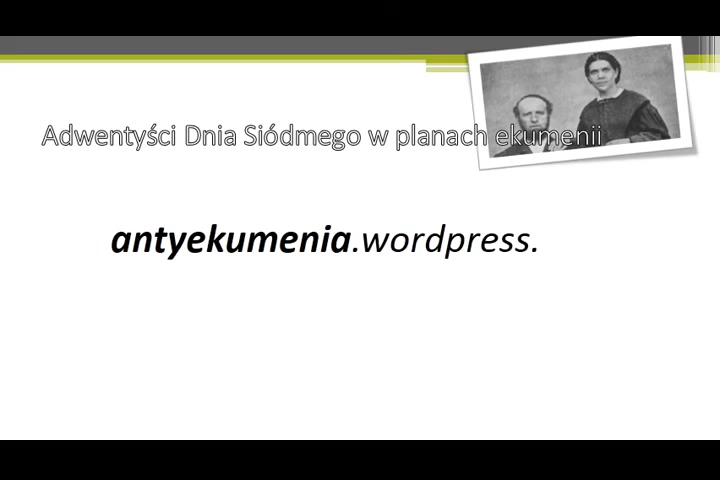 Adwentyści Dnia Siódmego w planach ekumenii
antyekumenia.wordpress.